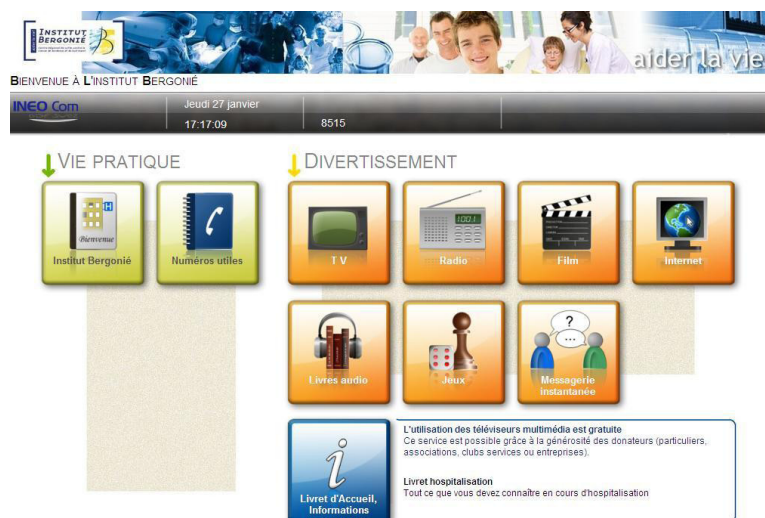 INSTITUT
BERGONIÉ
aider la vie
BIENVENUE À L'INSTITUT BERGONIÉ
INEO Com
Jeudi 27 janvier
17:17:09
8515
VIE PRATIQUE
DIVERTISSEMENT
Bienvenue
H
Institut Bergonié
Numéros utiles
TV
100.1
Radio
Film
Internet
Livres audio
Jeux
?
...
Messagerie
instantanée
i
Livret d'Accueil,
Informations
L'utilisation des téléviseurs multimédia est gratuite
Ce service est possible grâce à la générosité des donateurs (particuliers,
associations, clubs services ou entreprises).
Livret hospitalisation
Tout ce que vous devez connaître en cours d'hospitalisation